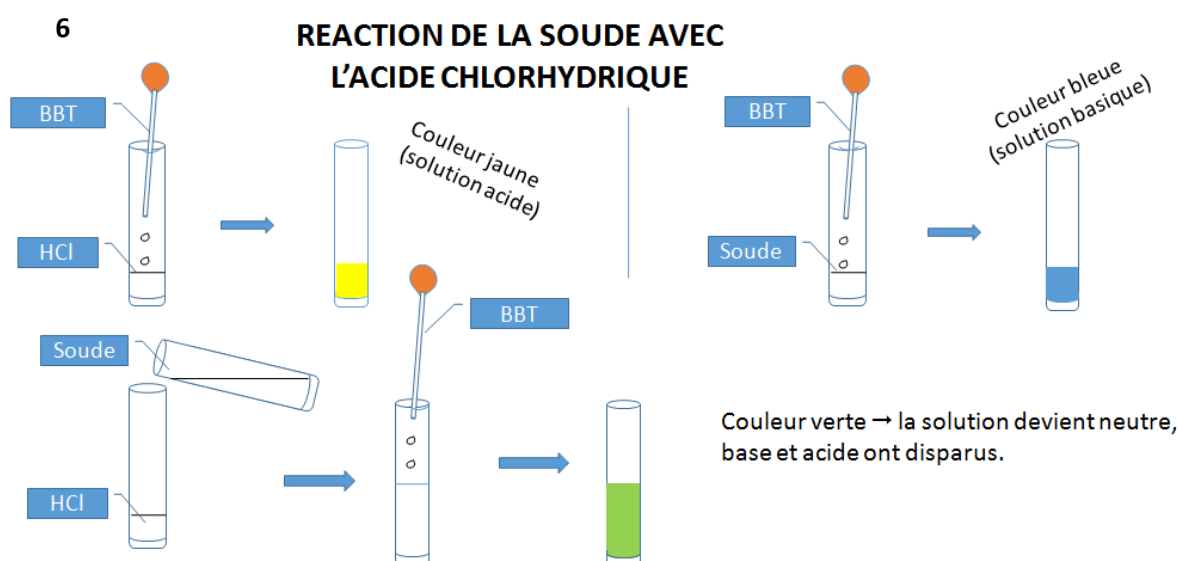 6
REACTION DE LA SOUDE AVEC
L'ACIDE CHLORHYDRIQUE
BBT
HCl
Couleur jaune
(solution acide)
BBT
Soude
Couleur bleue
(solution basique)
Soude
HCl
BBT
Couleur verte → la solution devient neutre,
base et acide ont disparus.